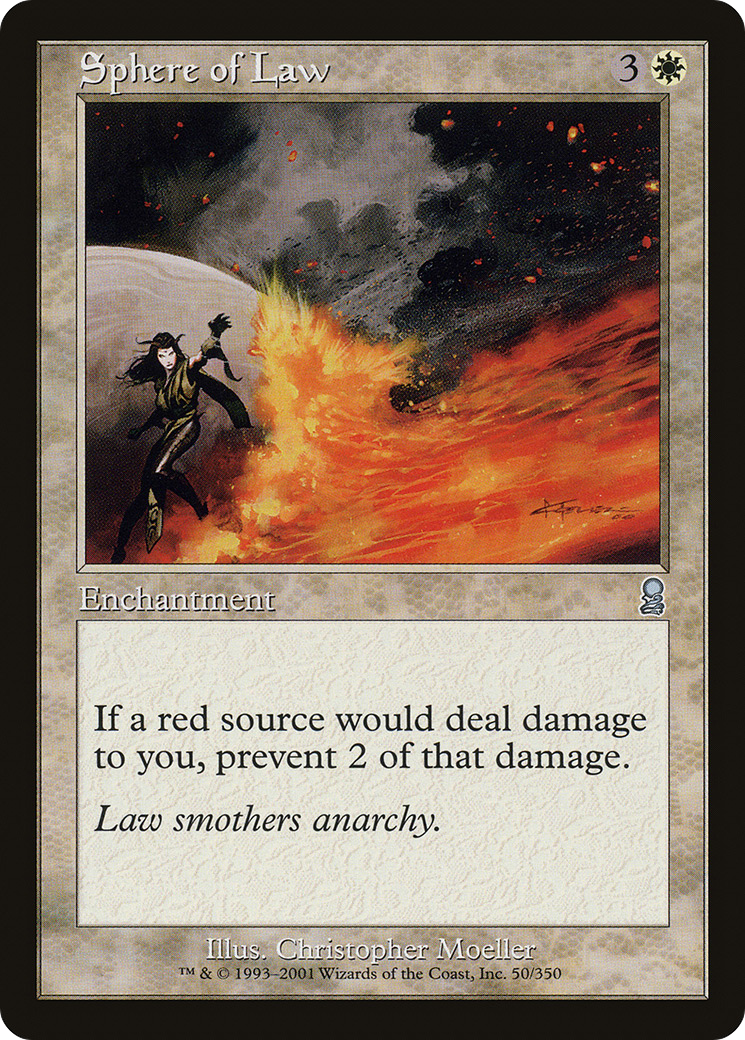 Sphere of Law 3
Enchantment
If a red source would deal damage
to you, prevent 2 of that damage.
Law smothers anarchy.
Illus. Christopher Moeller
™ & © 1993–2001 Wizards of the Coast, Inc. 50/350